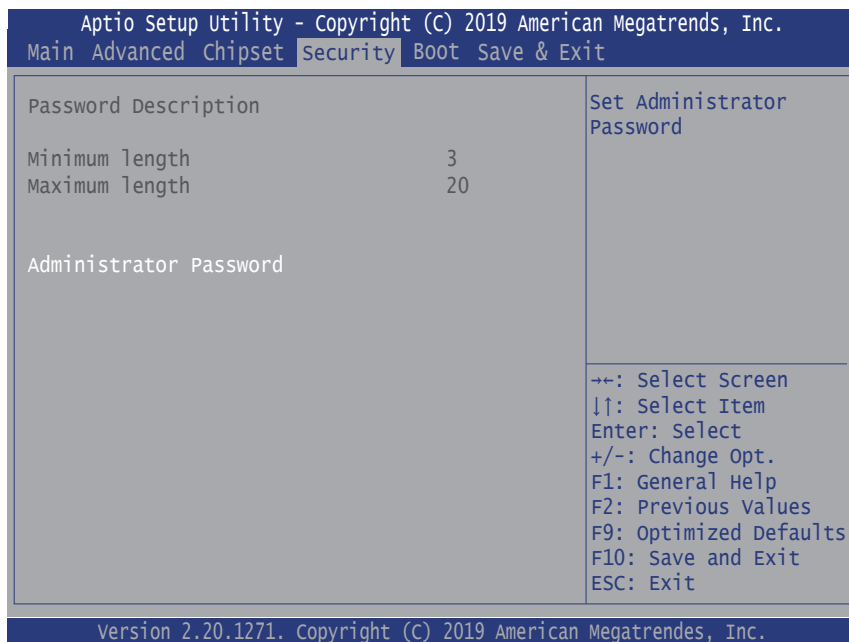 Aptio Setup Utility - Copyright (C) 2019 American Megatrends, Inc.
Main Advanced Chipset Security Boot Save & Exit
Password Description
Minimum length 3
Maximum length 20
Administrator Password
Set Administrator
Password
→←: Select Screen
↓↑: Select Item
Enter: Select
+/-: Change Opt.
F1: General Help
F2: Previous Values
F9: Optimized Defaults
F10: Save and Exit
ESC: Exit
Version 2.20.1271. Copyright (C) 2019 American Megatrendes, Inc.